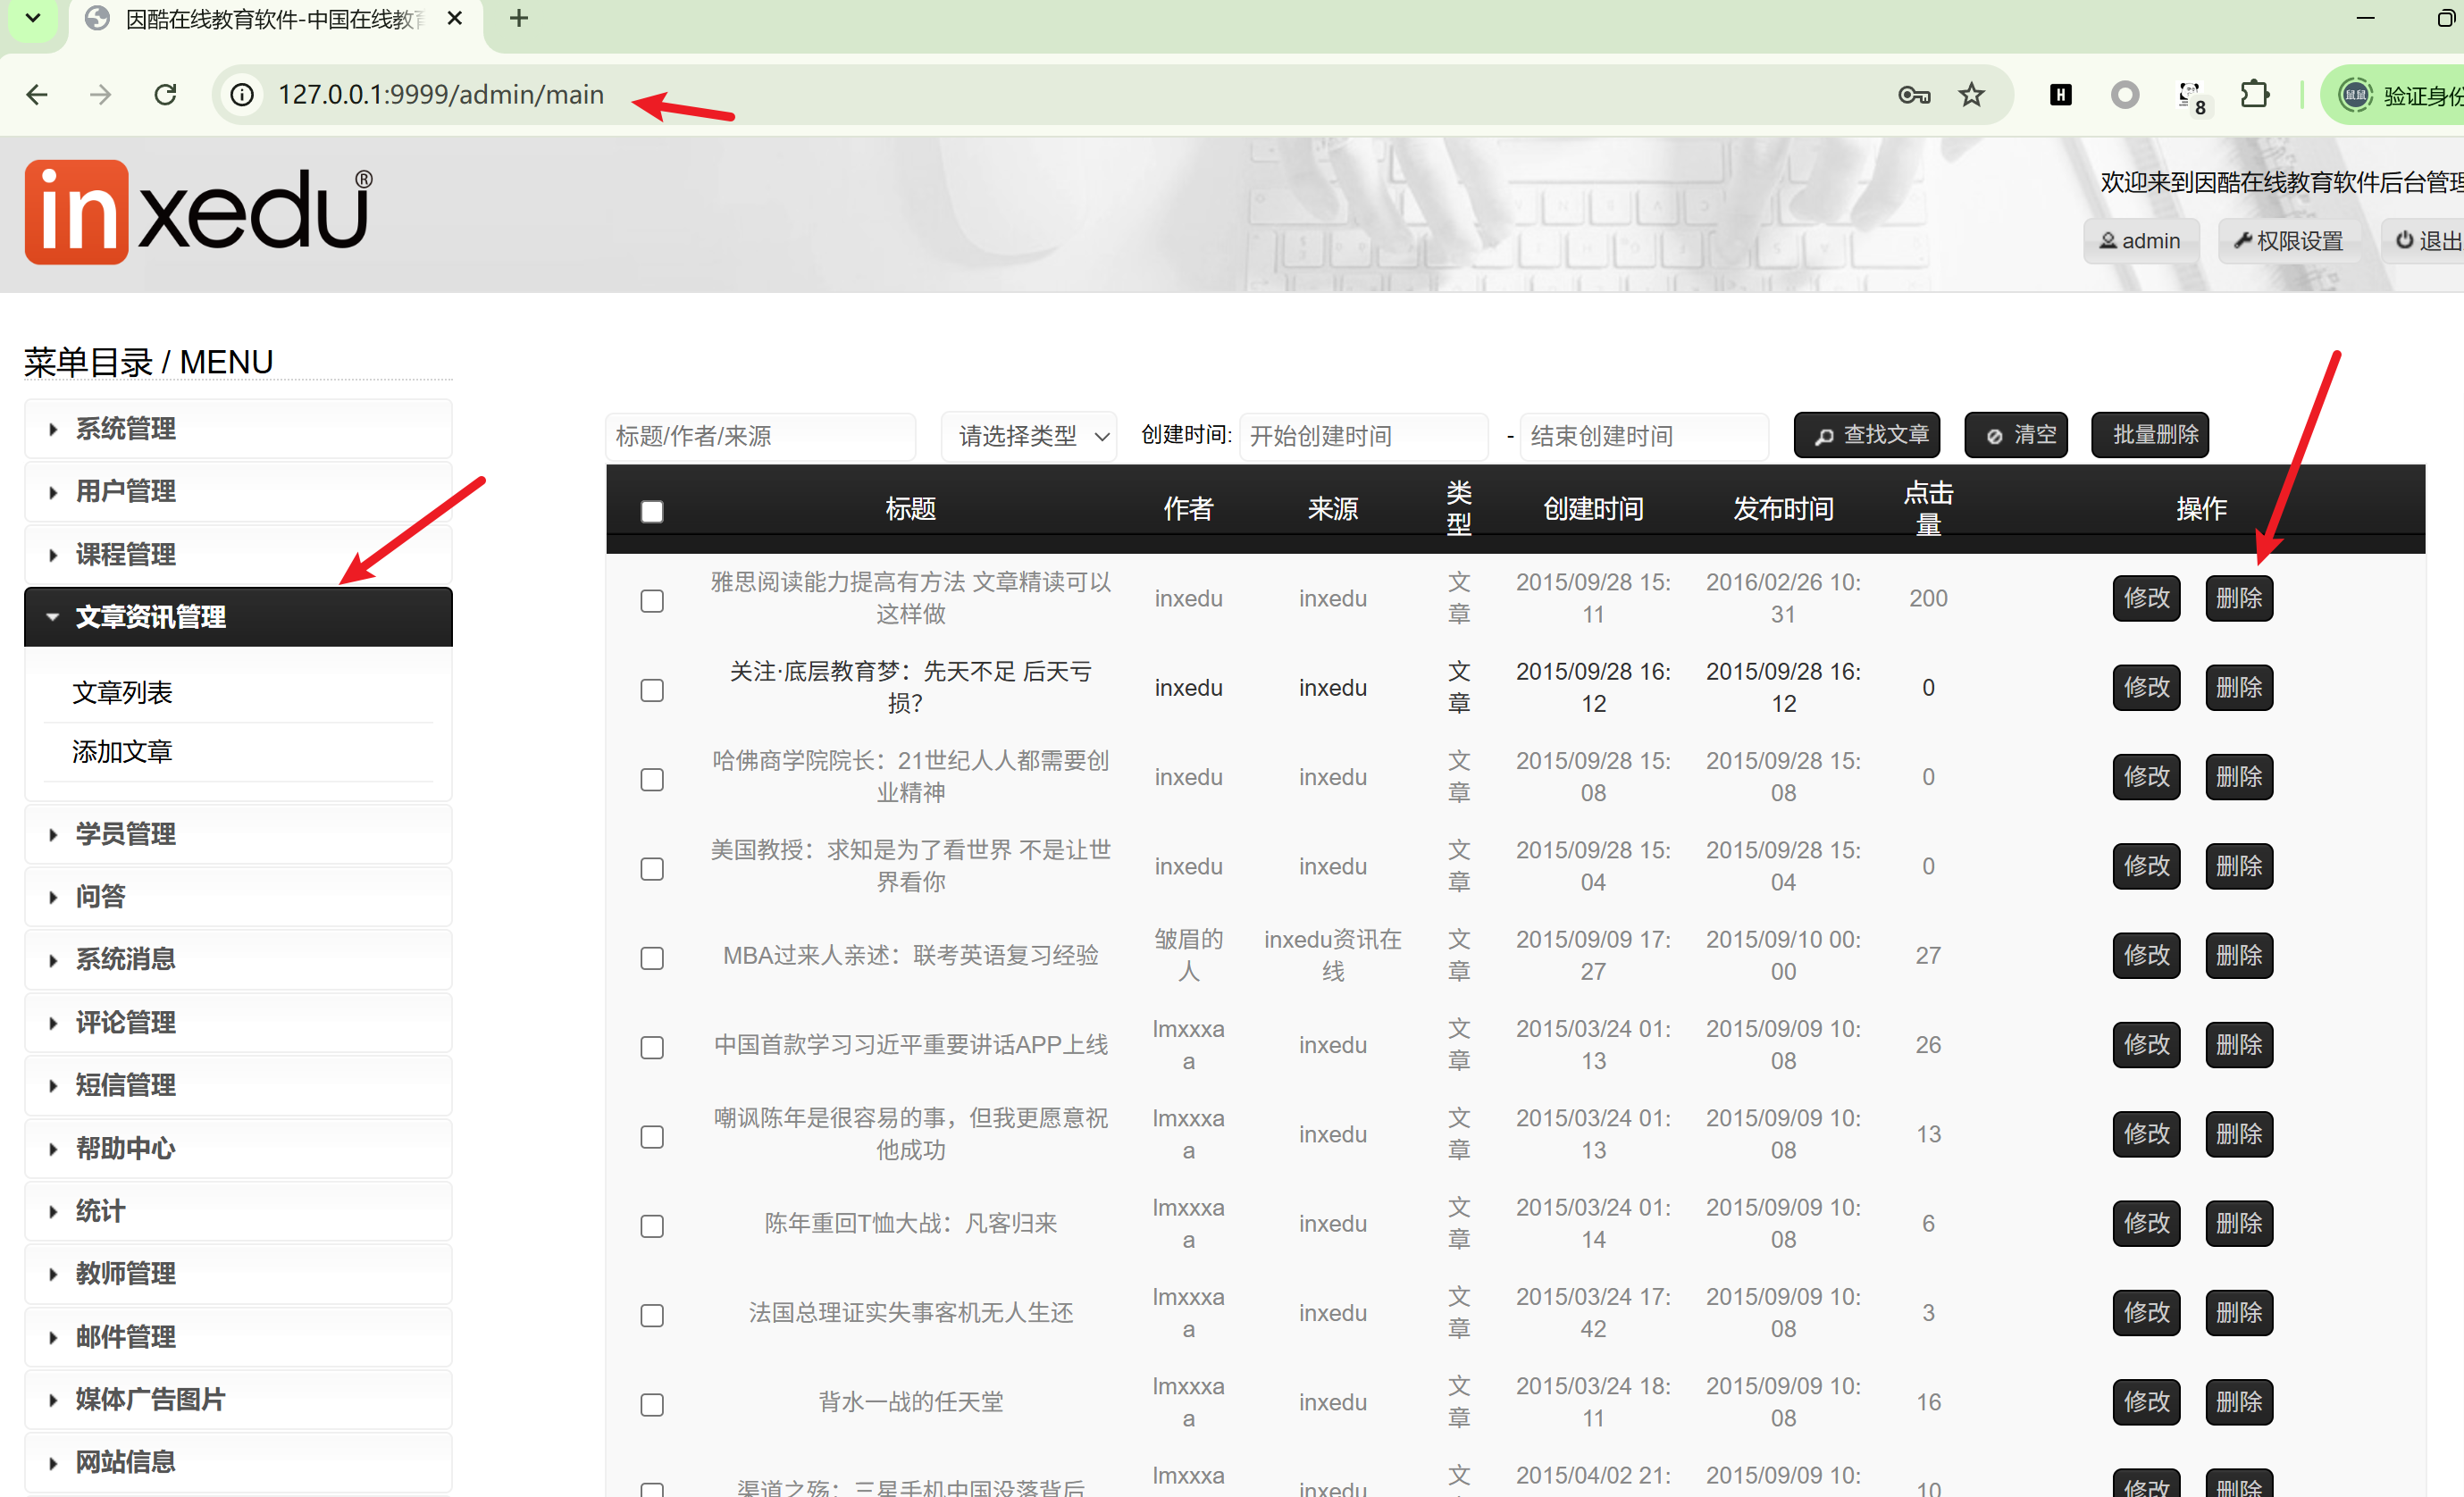 因酷在线教育软件-中国在线教
127.0.0.1:9999/admin/main
8
验证身份
inxedu®
欢迎来到因酷在线教育软件后台管理
admin
权限设置
退出
菜单目录 / MENU
系统管理
用户管理
课程管理
文章资讯管理
文章列表
添加文章
学员管理
问答
系统消息
评论管理
短信管理
帮助中心
统计
教师管理
邮件管理
媒体广告图片
网站信息
标题/作者/来源 请选择类型 创建时间: 开始创建时间 - 结束创建时间 查找文章 清空 批量删除
标题 作者 来源 类型 创建时间 发布时间 点击量 操作
雅思阅读能力提高有方法 文章精读可以这样做 inxedu inxedu 文章 2015/09/28 15:11 2016/02/26 10:31 200 修改 删除
关注·底层教育梦：先天不足 后天亏损？ inxedu inxedu 文章 2015/09/28 16:12 2015/09/28 16:12 0 修改 删除
哈佛商学院院长：21世纪人人都需要创业精神 inxedu inxedu 文章 2015/09/28 15:08 2015/09/28 15:08 0 修改 删除
美国教授：求知是为了看世界 不是让世界看你 inxedu inxedu 文章 2015/09/28 15:04 2015/09/28 15:04 0 修改 删除
MBA过来人亲述：联考英语复习经验 皱眉的人 inxedu资讯在线 文章 2015/09/09 17:27 2015/09/10 00:00 27 修改 删除
中国首款学习习近平重要讲话APP上线 lmxxxaa inxedu 文章 2015/03/24 01:13 2015/09/09 10:08 26 修改 删除
嘲讽陈年是很容易的事，但我更愿意祝他成功 lmxxxaa inxedu 文章 2015/03/24 01:13 2015/09/09 10:08 13 修改 删除
陈年重回T恤大战：凡客归来 lmxxxaa inxedu 文章 2015/03/24 01:14 2015/09/09 10:08 6 修改 删除
法国总理证实失事客机无人生还 lmxxxaa inxedu 文章 2015/03/24 17:42 2015/09/09 10:08 3 修改 删除
背水一战的任天堂 lmxxxaa inxedu 文章 2015/03/24 18:11 2015/09/09 10:08 16 修改 删除
渠道之殇：三星手机中国没落背后 lmxxxa inxedu 文 2015/04/02 21: 2015/09/09 10: 10 修改 删除